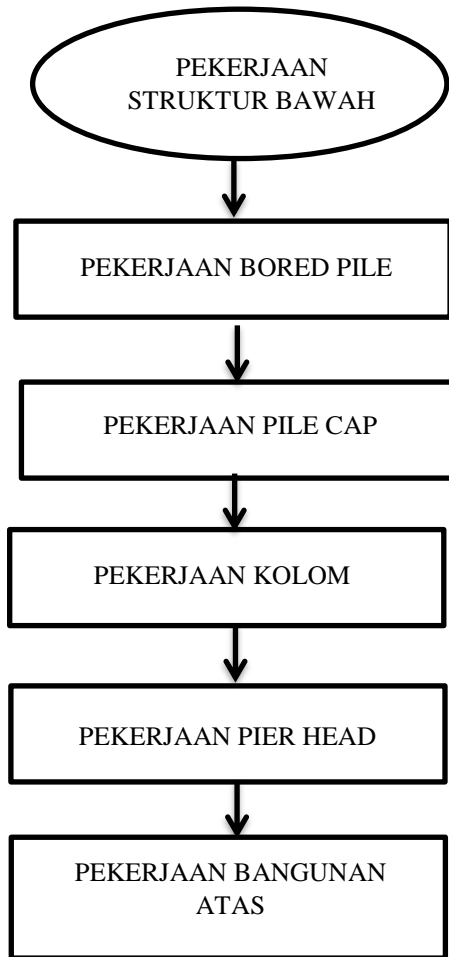 PEKERJAAN
STRUKTUR BAWAH
PEKERJAAN BORED PILE
PEKERJAAN PILE CAP
PEKERJAAN KOLOM
PEKERJAAN PIER HEAD
PEKERJAAN BANGUNAN
ATAS